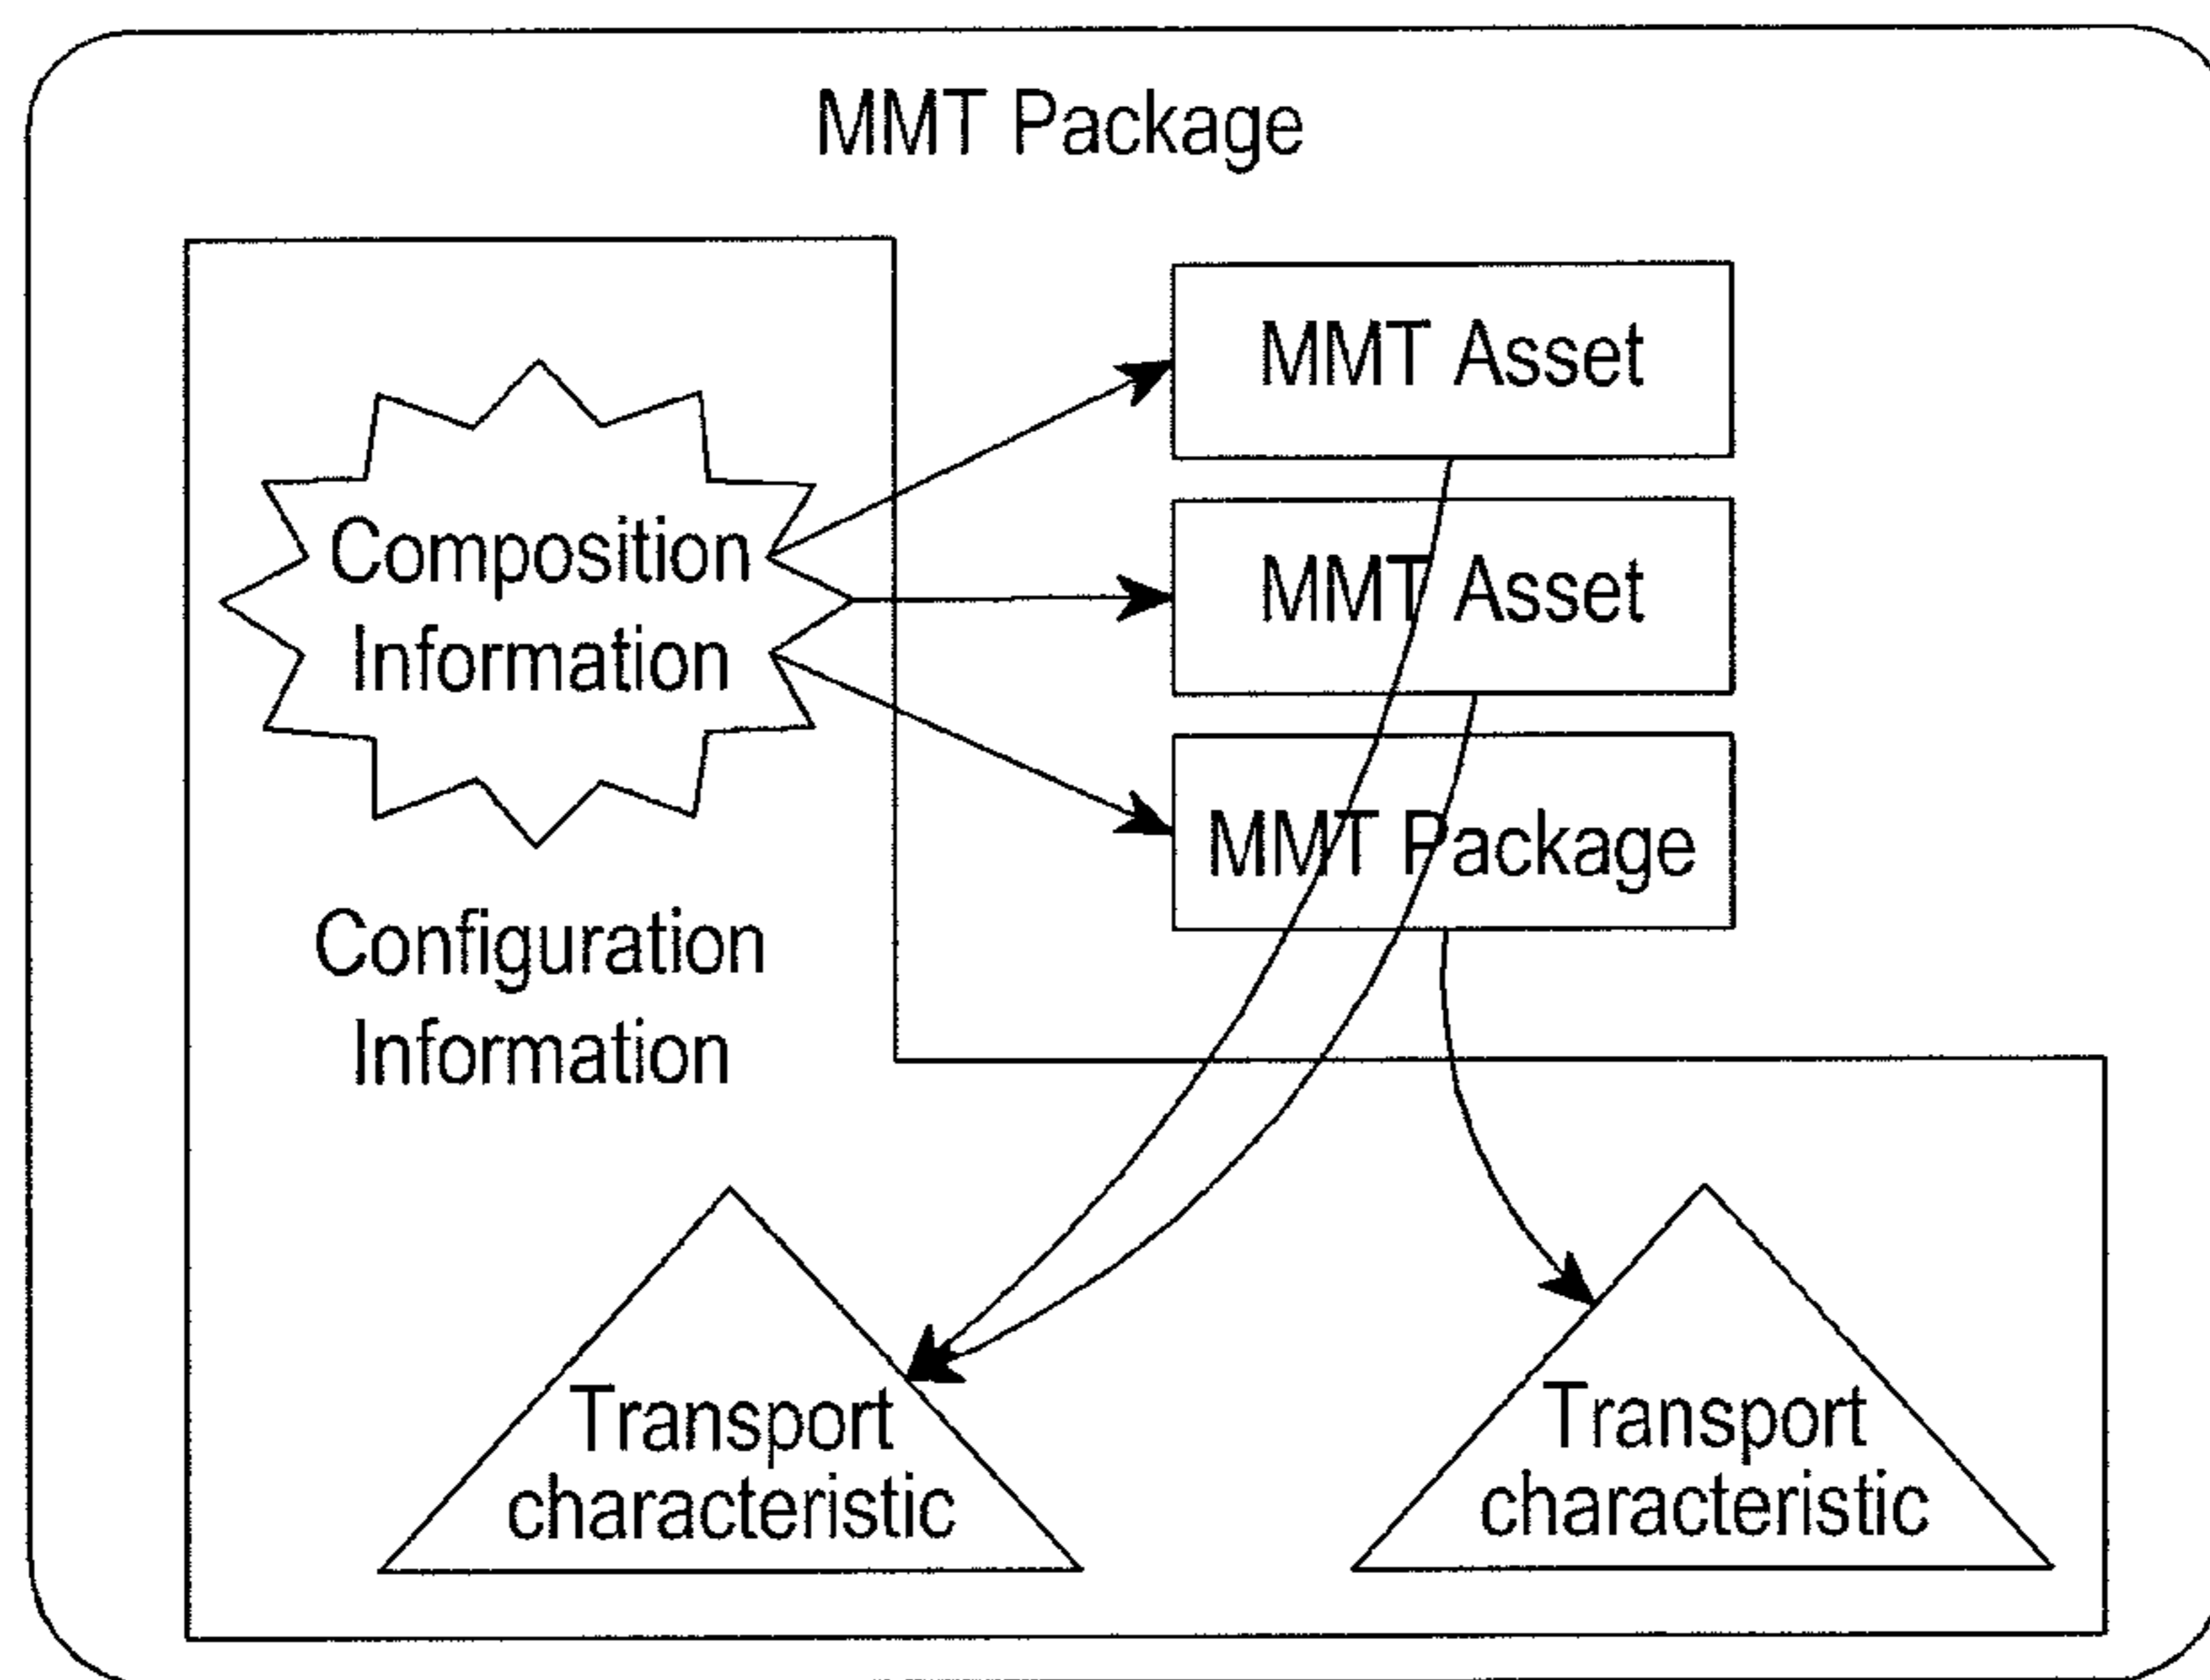 MMT Package
MMT Asset
Composition
Information
MMT Asset
MMT Package
Configuration
Information
Transport
characteristic
Transport
characteristic